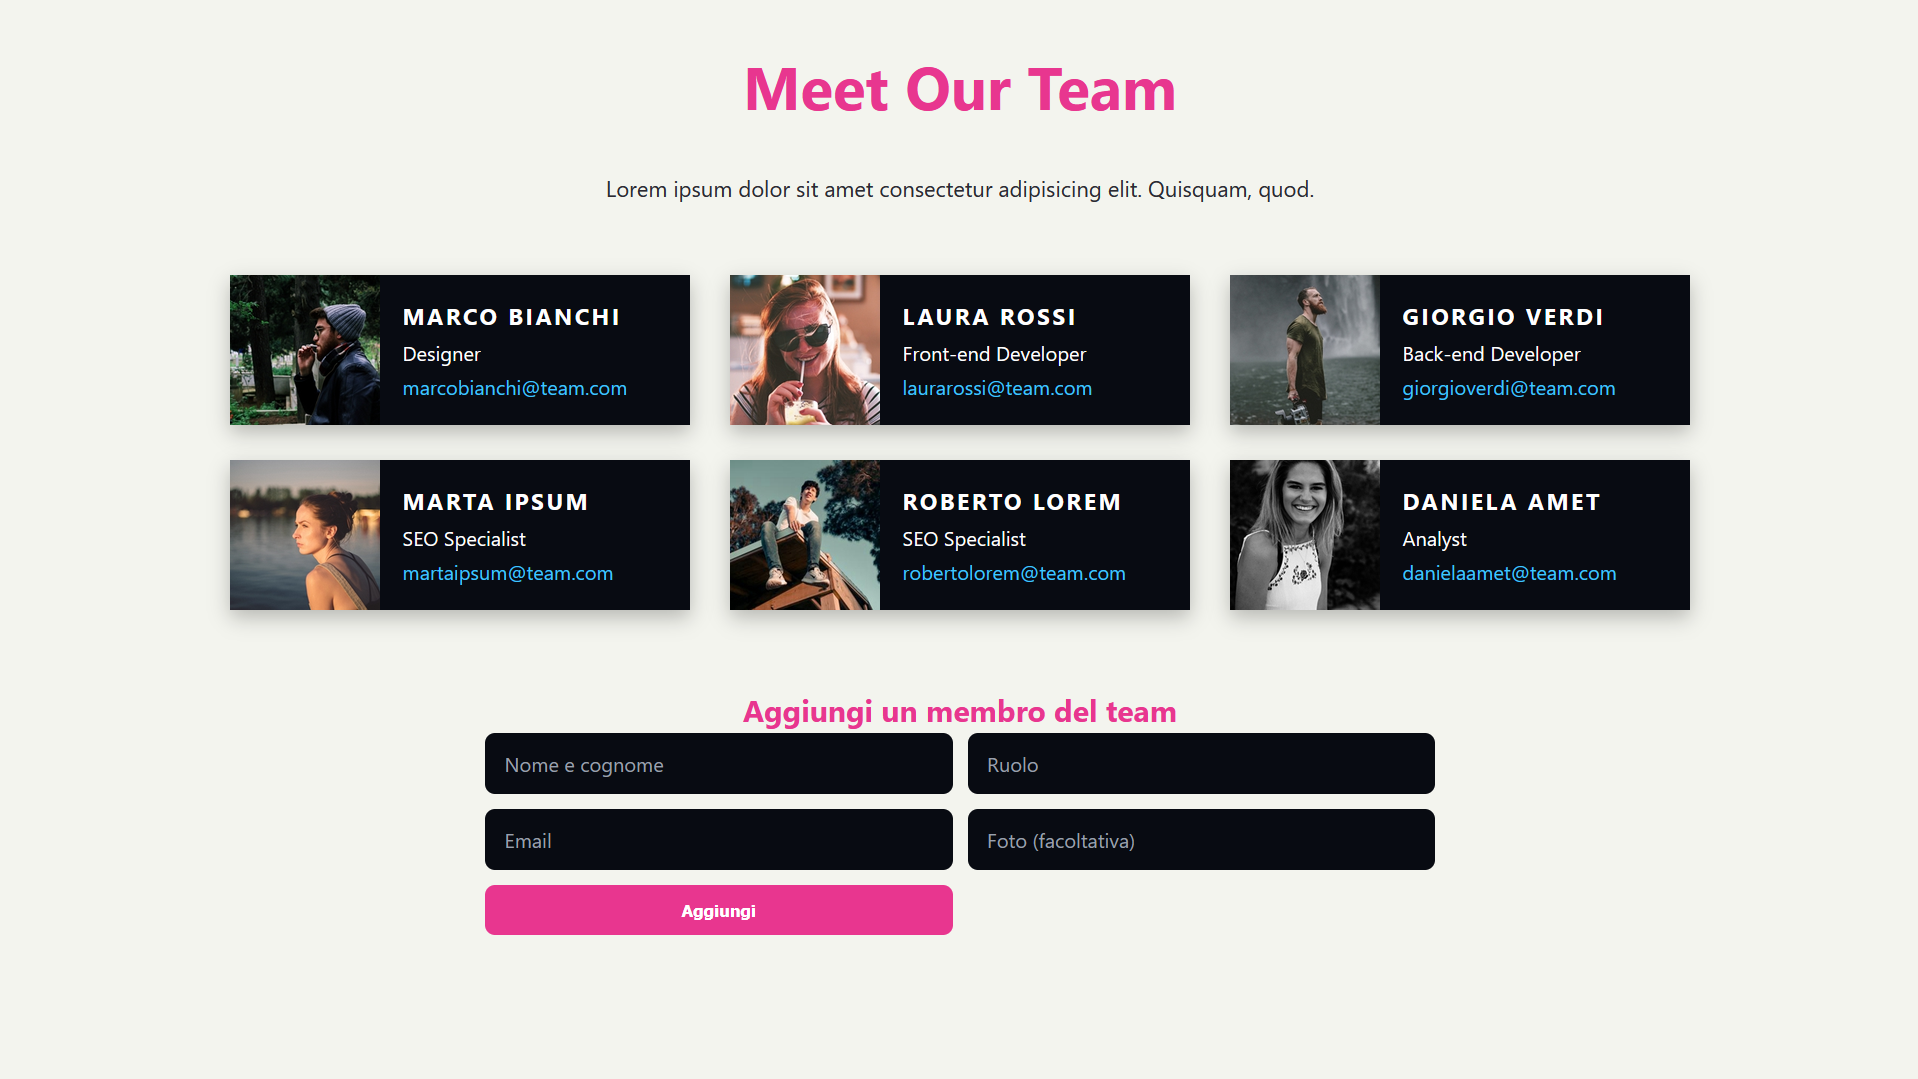 Meet Our Team
Lorem ipsum dolor sit amet consectetur adipisicing elit. Quisquam, quod.
MARCO BIANCHI
Designer
marcobianchi@team.com
LAURA ROSSI
Front-end Developer
laurarossi@team.com
GIORGIO VERDI
Back-end Developer
giorgioverdi@team.com
MARTA IPSUM
SEO Specialist
martaipsum@team.com
ROBERTO LOREM
SEO Specialist
robertolorem@team.com
DANIELA AMET
Analyst
danielaamet@team.com
Aggiungi un membro del team
Nome e cognome
Ruolo
Email
Foto (facoltativa)
Aggiungi